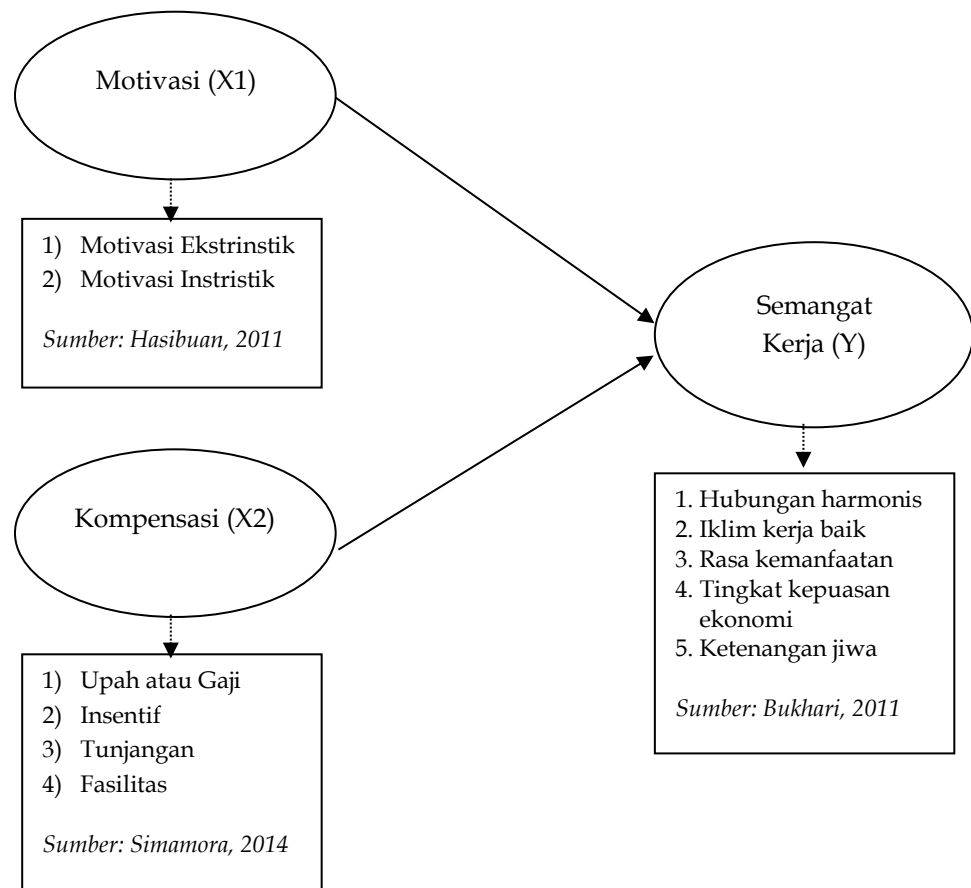 Motivasi (X1)
1) Motivasi Ekstrinstik
2) Motivasi Instristik
Sumber: Hasibuan, 2011
Semangat
Kerja (Y)
1. Hubungan harmonis
2. Iklim kerja baik
3. Rasa kemanfaatan
4. Tingkat kepuasan
ekonomi
5. Ketenangan jiwa
Sumber: Bukhari, 2011
Kompensasi (X2)
1) Upah atau Gaji
2) Insentif
3) Tunjangan
4) Fasilitas
Sumber: Simamora, 2014